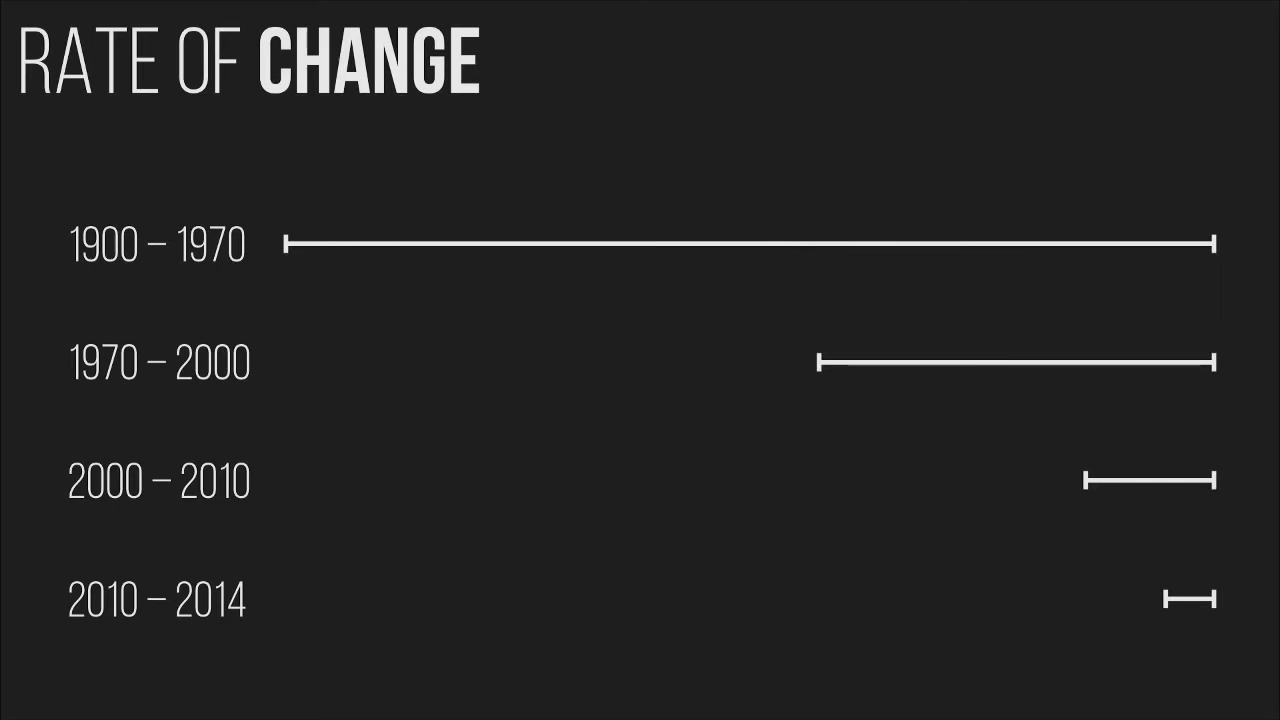 RATE OF CHANGE
1900 – 1970
1970 – 2000
2000 – 2010
2010 – 2014